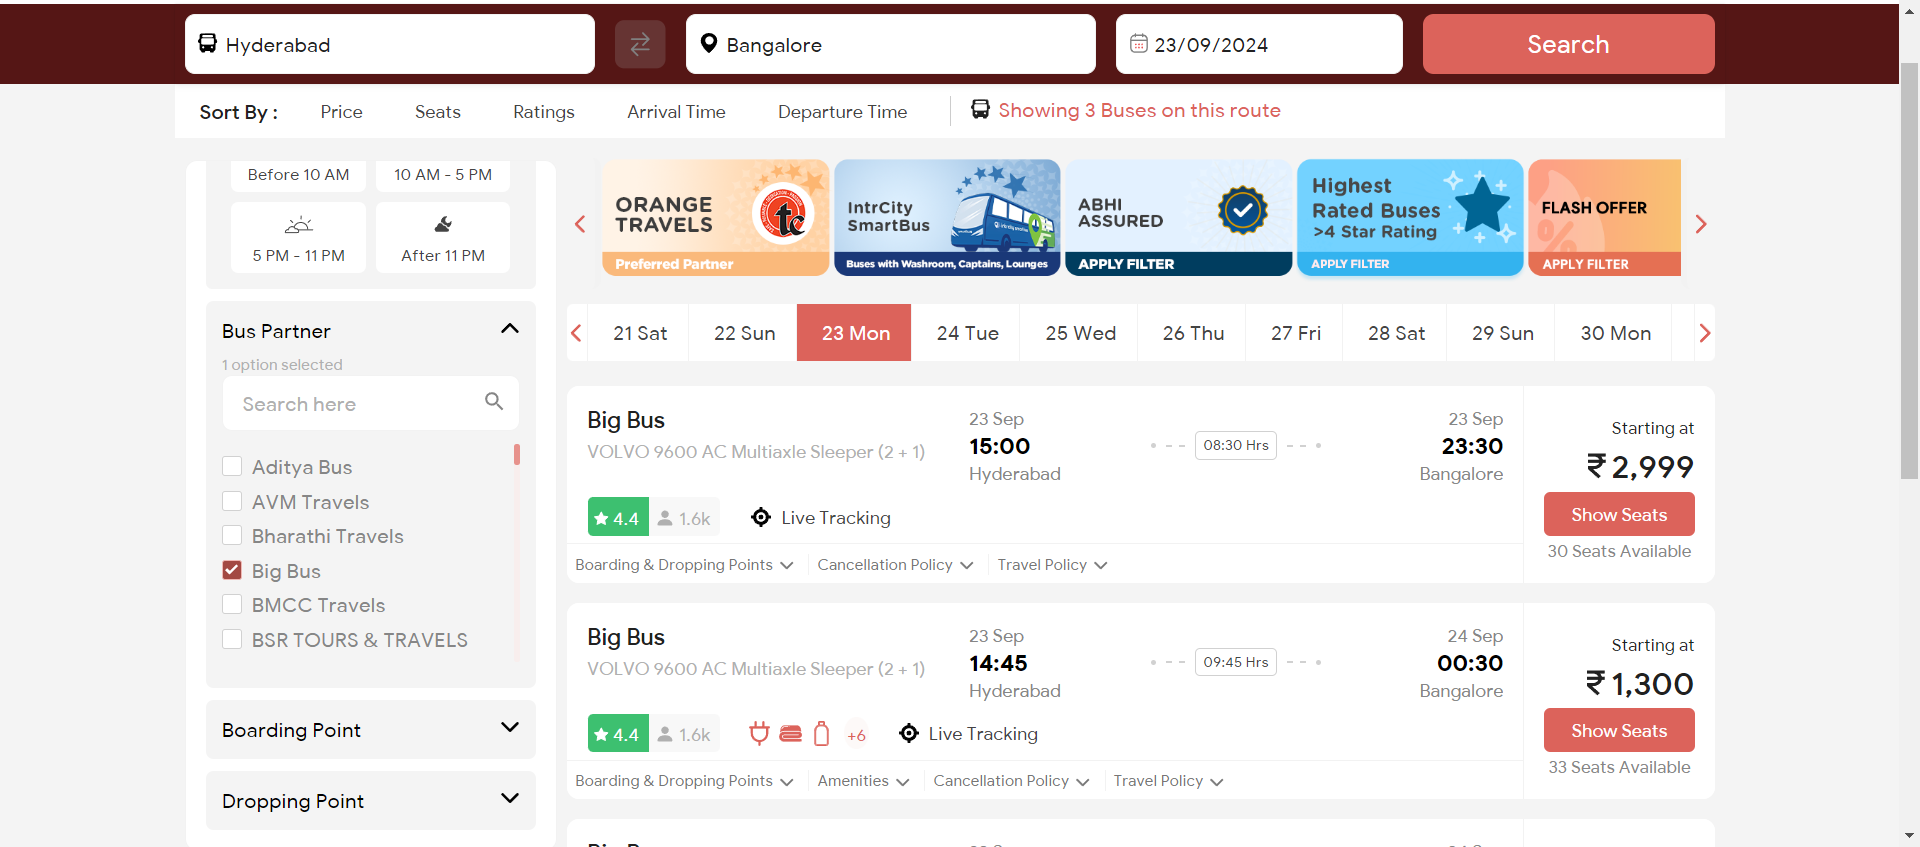 Hyderabad
Bangalore
23/09/2024
Search
Sort By :
Price
Seats
Ratings
Arrival Time
Departure Time
Showing 3 Buses on this route
Before 10 AM
10 AM - 5 PM
5 PM - 11 PM
After 11 PM
Bus Partner
1 option selected
Search here
Aditya Bus
AVM Travels
Bharathi Travels
Big Bus
BMCC Travels
BSR TOURS & TRAVELS
Boarding Point
Dropping Point
ORANGE
TRAVELS
Preferred Partner
IntrCity
SmartBus
Buses with Washroom, Captains, Lounges
ABHI
ASSURED
APPLY FILTER
Highest
Rated Buses
>4 Star Rating
APPLY FILTER
FLASH OFFER
%
APPLY FILTER
21 Sat
22 Sun
23 Mon
24 Tue
25 Wed
26 Thu
27 Fri
28 Sat
29 Sun
30 Mon
Big Bus
VOLVO 9600 AC Multiaxle Sleeper (2 + 1)
23 Sep
15:00
Hyderabad
08:30 Hrs
23 Sep
23:30
Bangalore
4.4
1.6k
Live Tracking
Boarding & Dropping Points
Cancellation Policy
Travel Policy
Starting at
₹ 2,999
Show Seats
30 Seats Available
Big Bus
VOLVO 9600 AC Multiaxle Sleeper (2 + 1)
23 Sep
14:45
Hyderabad
09:45 Hrs
24 Sep
00:30
Bangalore
4.4
1.6k
+6
Live Tracking
Boarding & Dropping Points
Amenities
Cancellation Policy
Travel Policy
Starting at
₹ 1,300
Show Seats
33 Seats Available
Big Bus